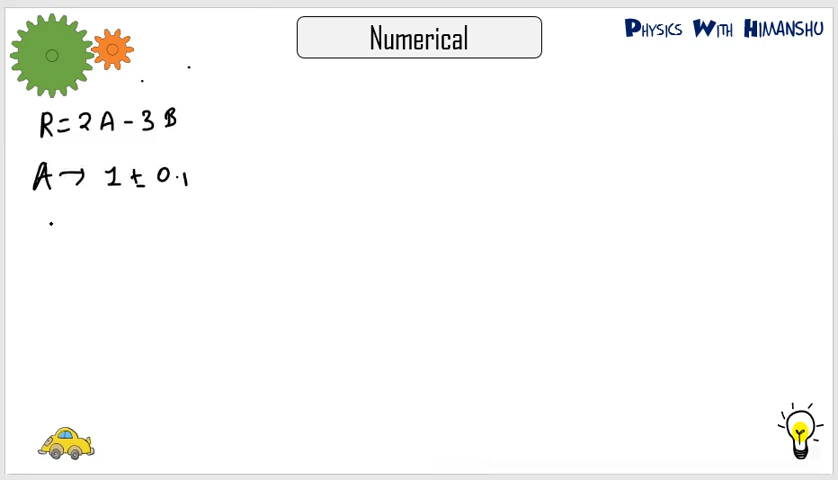 Numerical
PHYSICS WITH HIMANSHU
R = 2A - 3B
A → 1 ± 0.1